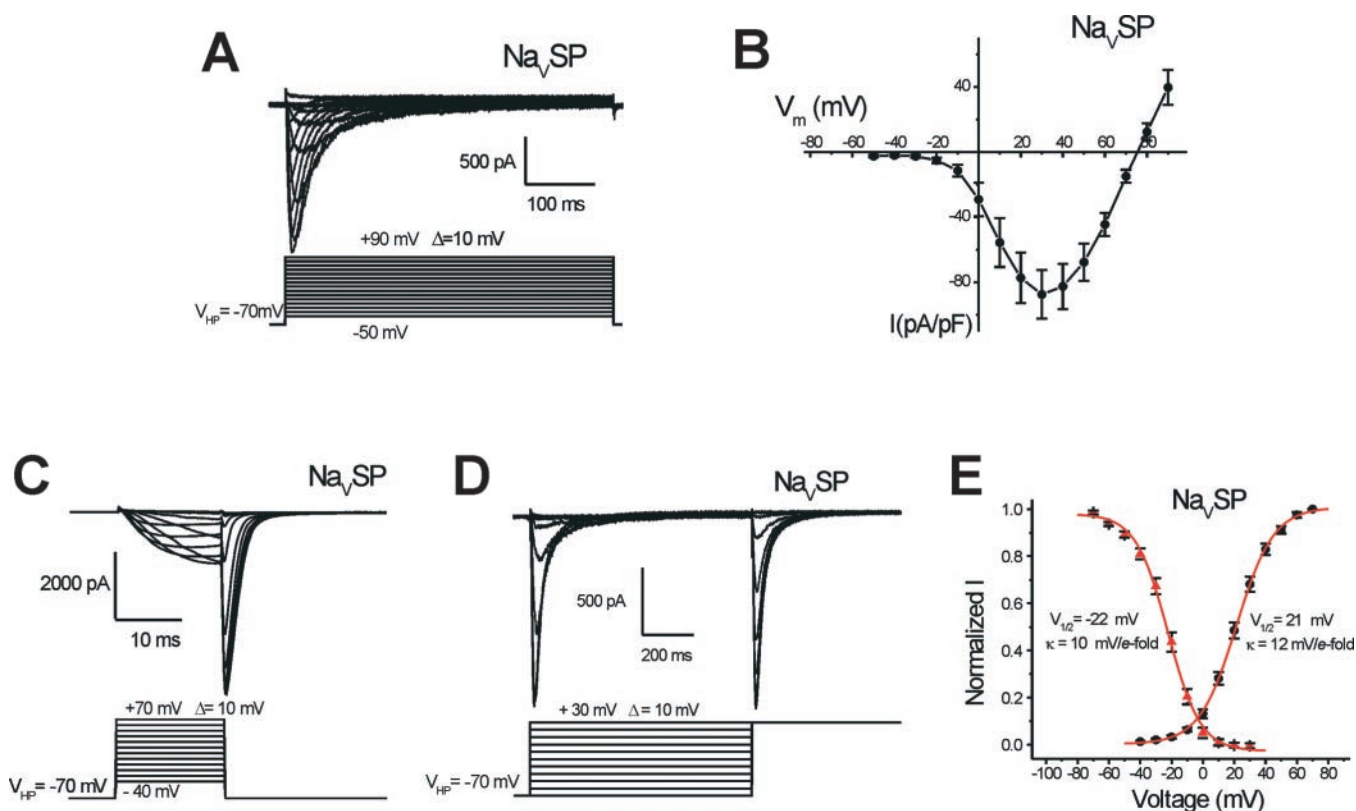 A
NaVSP
500 pA
100 ms
+90 mV Δ=10 mV
VHP = -70mV
-50 mV
B
NaVSP
Vm (mV)
40
-80 -60 -40 -20 20 40 60 80
-40
-80
I(pA/pF)
C
NaVSP
2000 pA
10 ms
+70 mV Δ= 10 mV
VHP = -70 mV
- 40 mV
D
NaVSP
500 pA
200 ms
+ 30 mV Δ = 10 mV
VHP = -70 mV
E
NaVSP
Normalized I
1.0
0.8
0.6
0.4
0.2
0.0
V1/2 = -22 mV
κ = 10 mV/e-fold
V1/2 = 21 mV
κ = 12 mV/e-fold
-100 -80 -60 -40 -20 0 20 40 60 80
Voltage (mV)